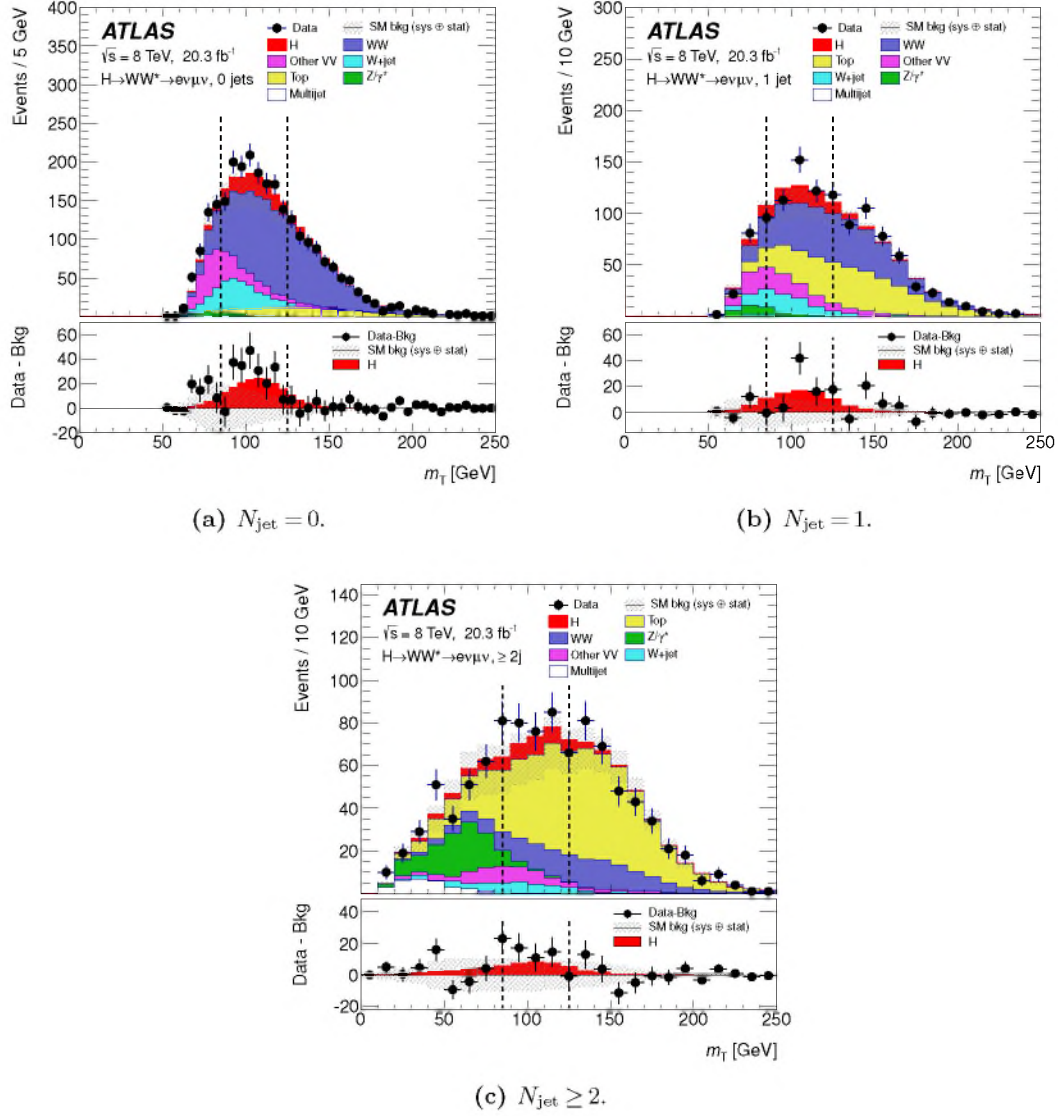 ATLAS
√s = 8 TeV, 20.3 fb⁻¹
H→WW*→eνμν, 0 jets
Data
SM bkg (sys ⊕ stat)
H
WW
Other VV
W+jet
Top
Z/γ*
Multijet
Events / 5 GeV
400
350
300
250
200
150
100
50
Data - Bkg
60
40
20
0
-20
Data-Bkg
SM bkg (sys ⊕ stat)
H
0 50 100 150 200 250
m_T [GeV]
(a) N_jet = 0.
ATLAS
√s = 8 TeV, 20.3 fb⁻¹
H→WW*→eνμν, 1 jet
Data
SM bkg (sys ⊕ stat)
H
WW
Other VV
Top
W+jet
Z/γ*
Multijet
Events / 10 GeV
300
250
200
150
100
50
Data - Bkg
60
40
20
0
Data-Bkg
SM bkg (sys ⊕ stat)
H
0 50 100 150 200 250
m_T [GeV]
(b) N_jet = 1.
ATLAS
√s = 8 TeV, 20.3 fb⁻¹
H→WW*→eνμν, ≥ 2j
Data
SM bkg (sys ⊕ stat)
H
Top
WW
Z/γ*
Other VV
W+jet
Multijet
Events / 10 GeV
140
120
100
80
60
40
20
Data - Bkg
40
20
0
-20
Data-Bkg
SM bkg (sys ⊕ stat)
H
0 50 100 150 200 250
m_T [GeV]
(c) N_jet ≥ 2.